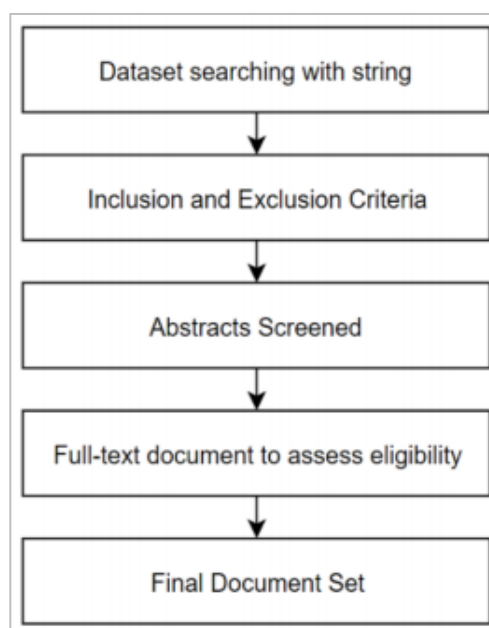 Dataset searching with string
Inclusion and Exclusion Criteria
Abstracts Screened
Full-text document to assess eligibility
Final Document Set